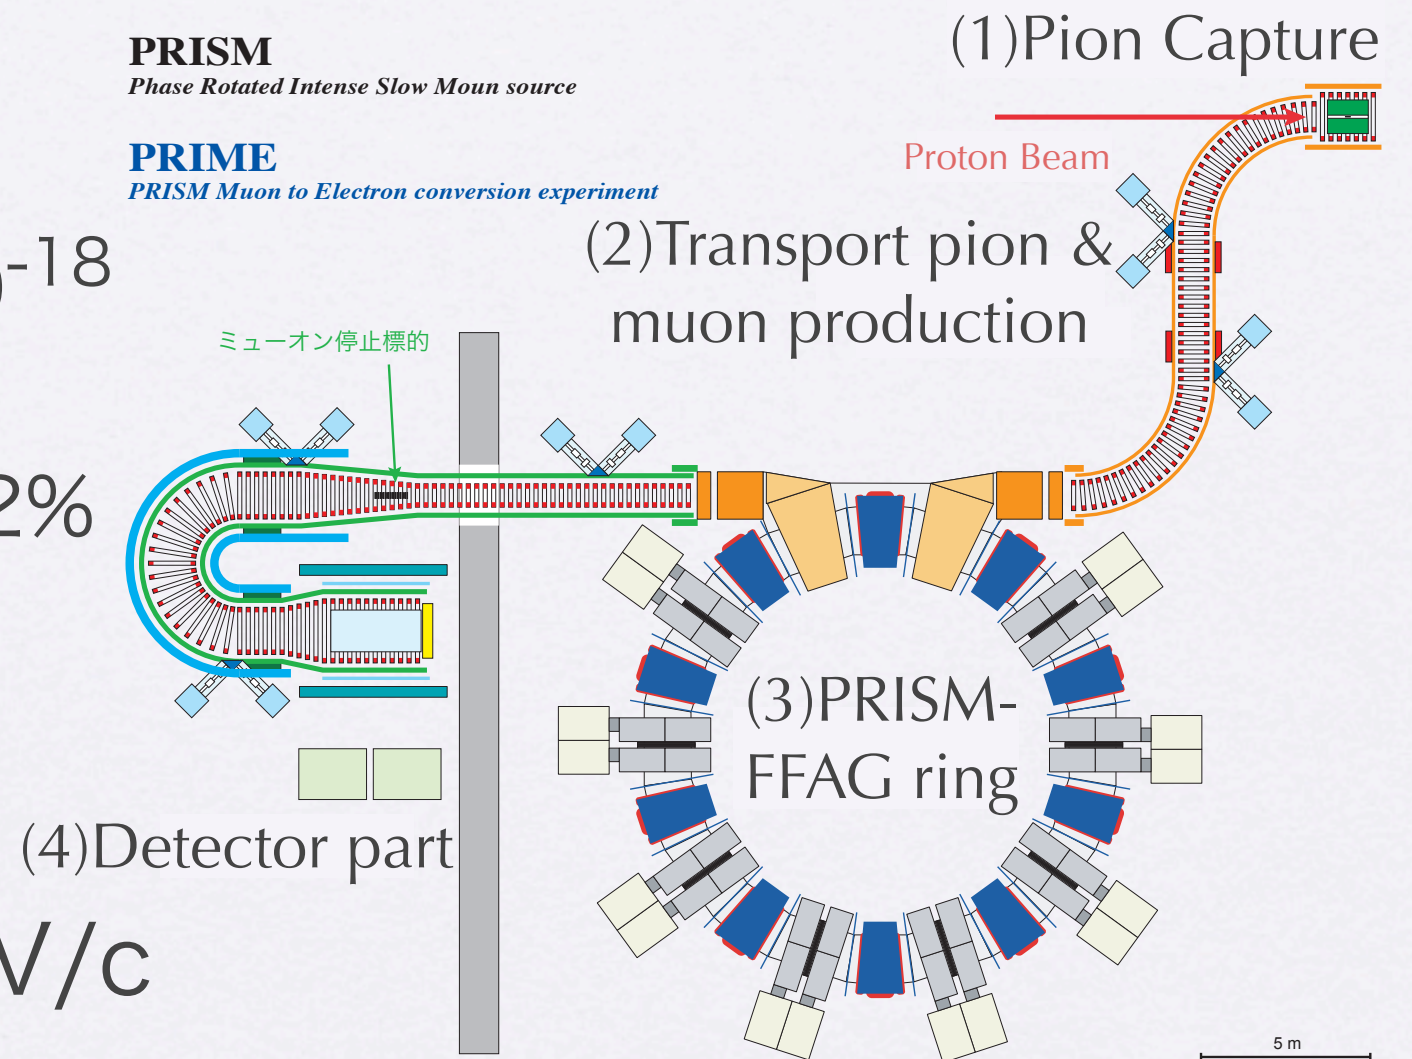 PRISM
Phase Rotated Intense Slow Moun source
PRIME
PRISM Muon to Electron conversion experiment
(1)Pion Capture
Proton Beam
(2)Transport pion &
muon production
-18
ミューオン停止標的
2%
(3)PRISM-
FFAG ring
(4)Detector part
V/c
5 m